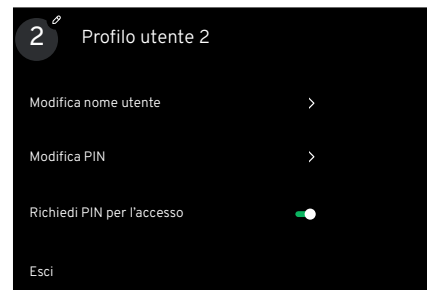 2 Profilo utente 2
Modifica nome utente
Modifica PIN
Richiedi PIN per l'accesso
Esci